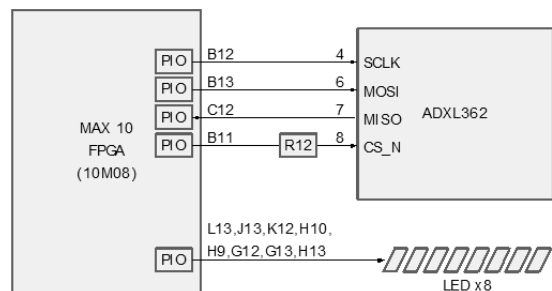 PIO B12 4 SCLK
PIO B13 6 MOSI
PIO C12 7 MISO
PIO B11 R12 8 CS_N
MAX 10
FPGA
(10M08)
ADXL362
L13,J13,K12,H10,
PIO H9,G12,G13,H13
LED x8